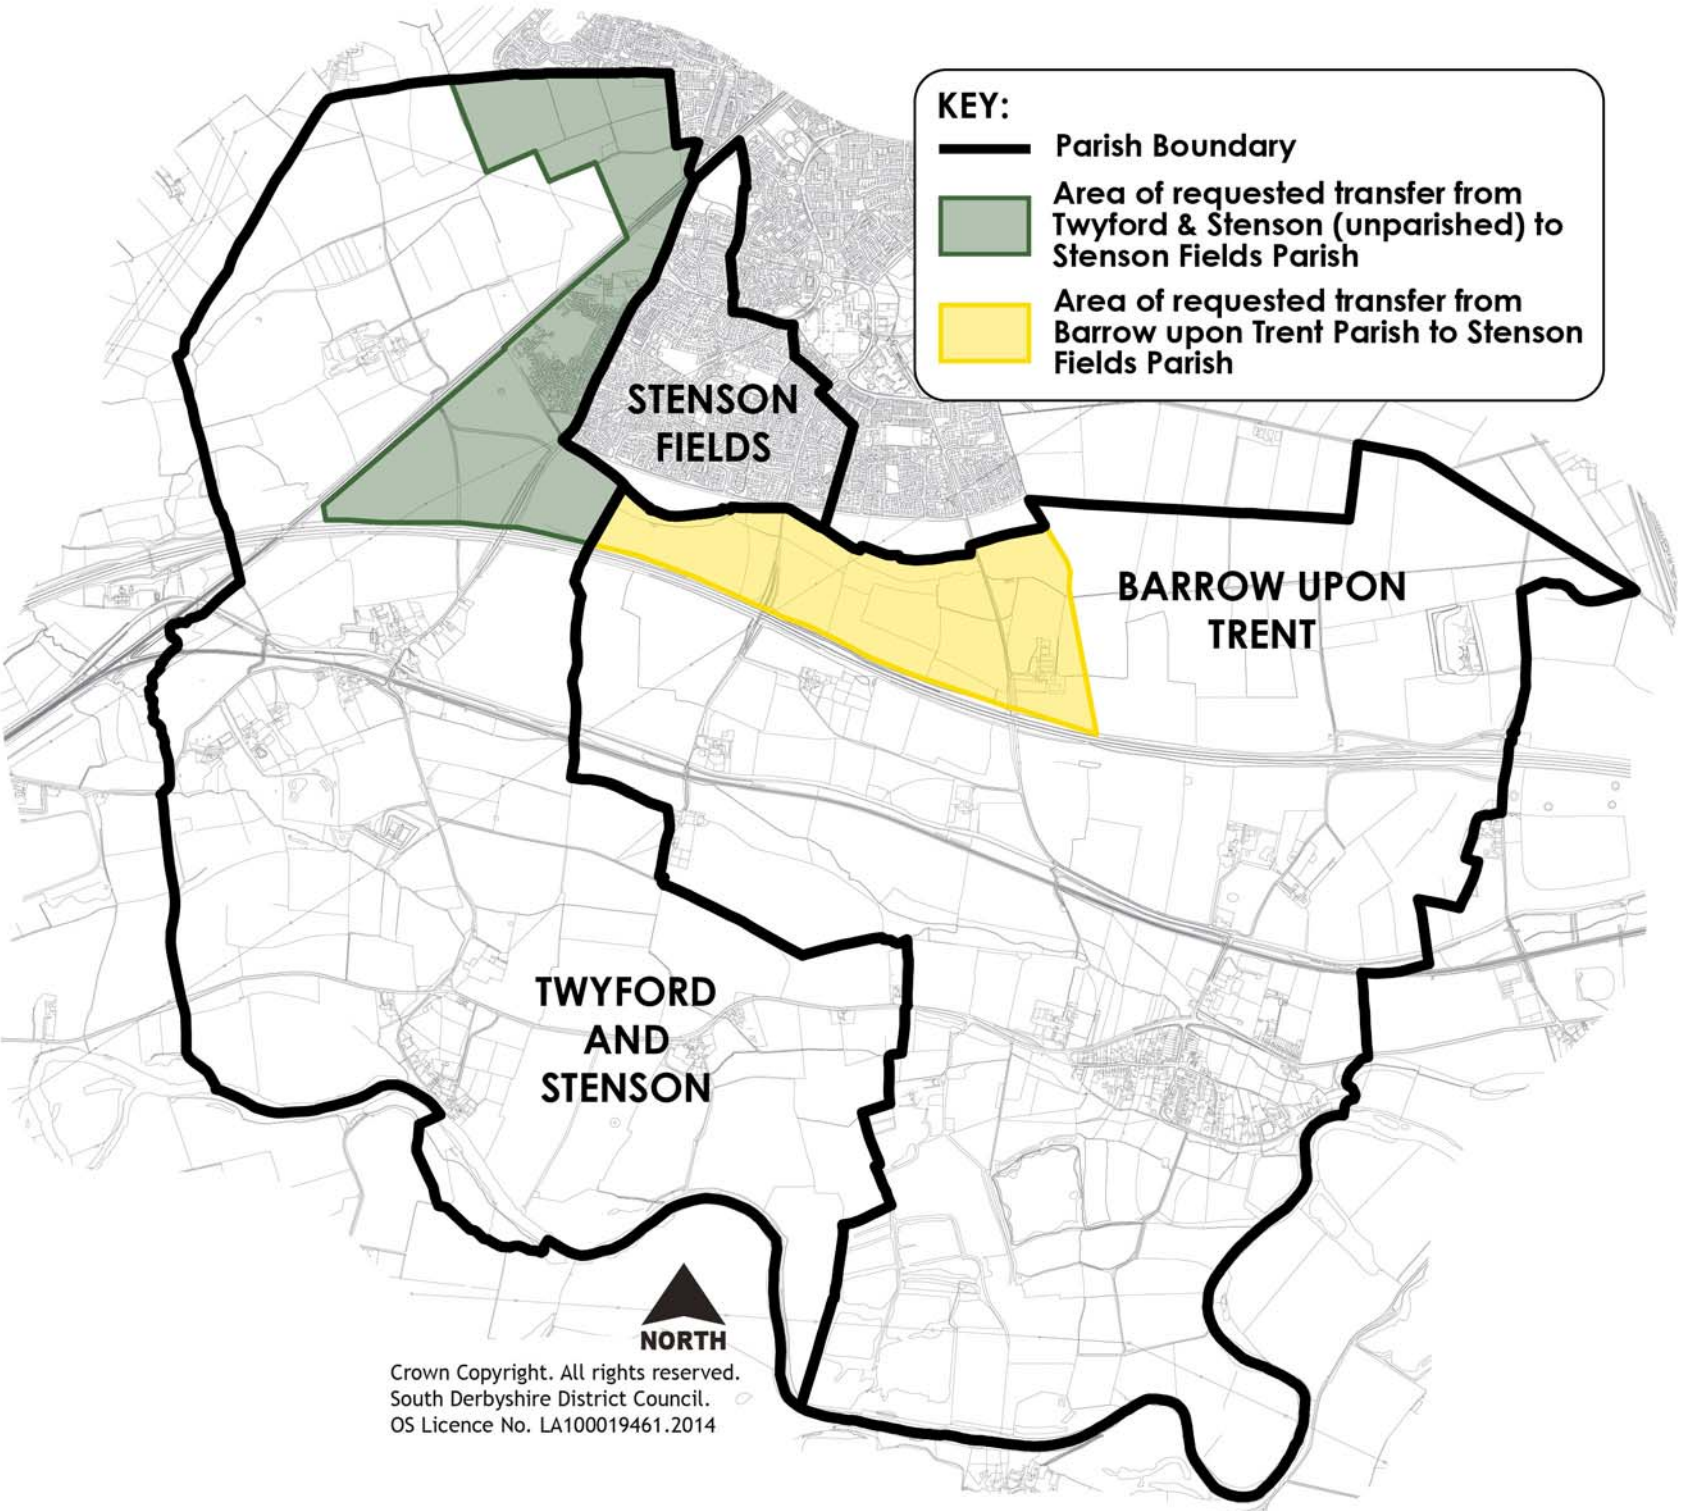 KEY:
Parish Boundary
Area of requested transfer from
Twyford & Stenson (unparished) to
Stenson Fields Parish
Area of requested transfer from
Barrow upon Trent Parish to Stenson
Fields Parish
STENSON
FIELDS
BARROW UPON
TRENT
TWYFORD
AND
STENSON
NORTH
Crown Copyright. All rights reserved.
South Derbyshire District Council.
OS Licence No. LA100019461.2014